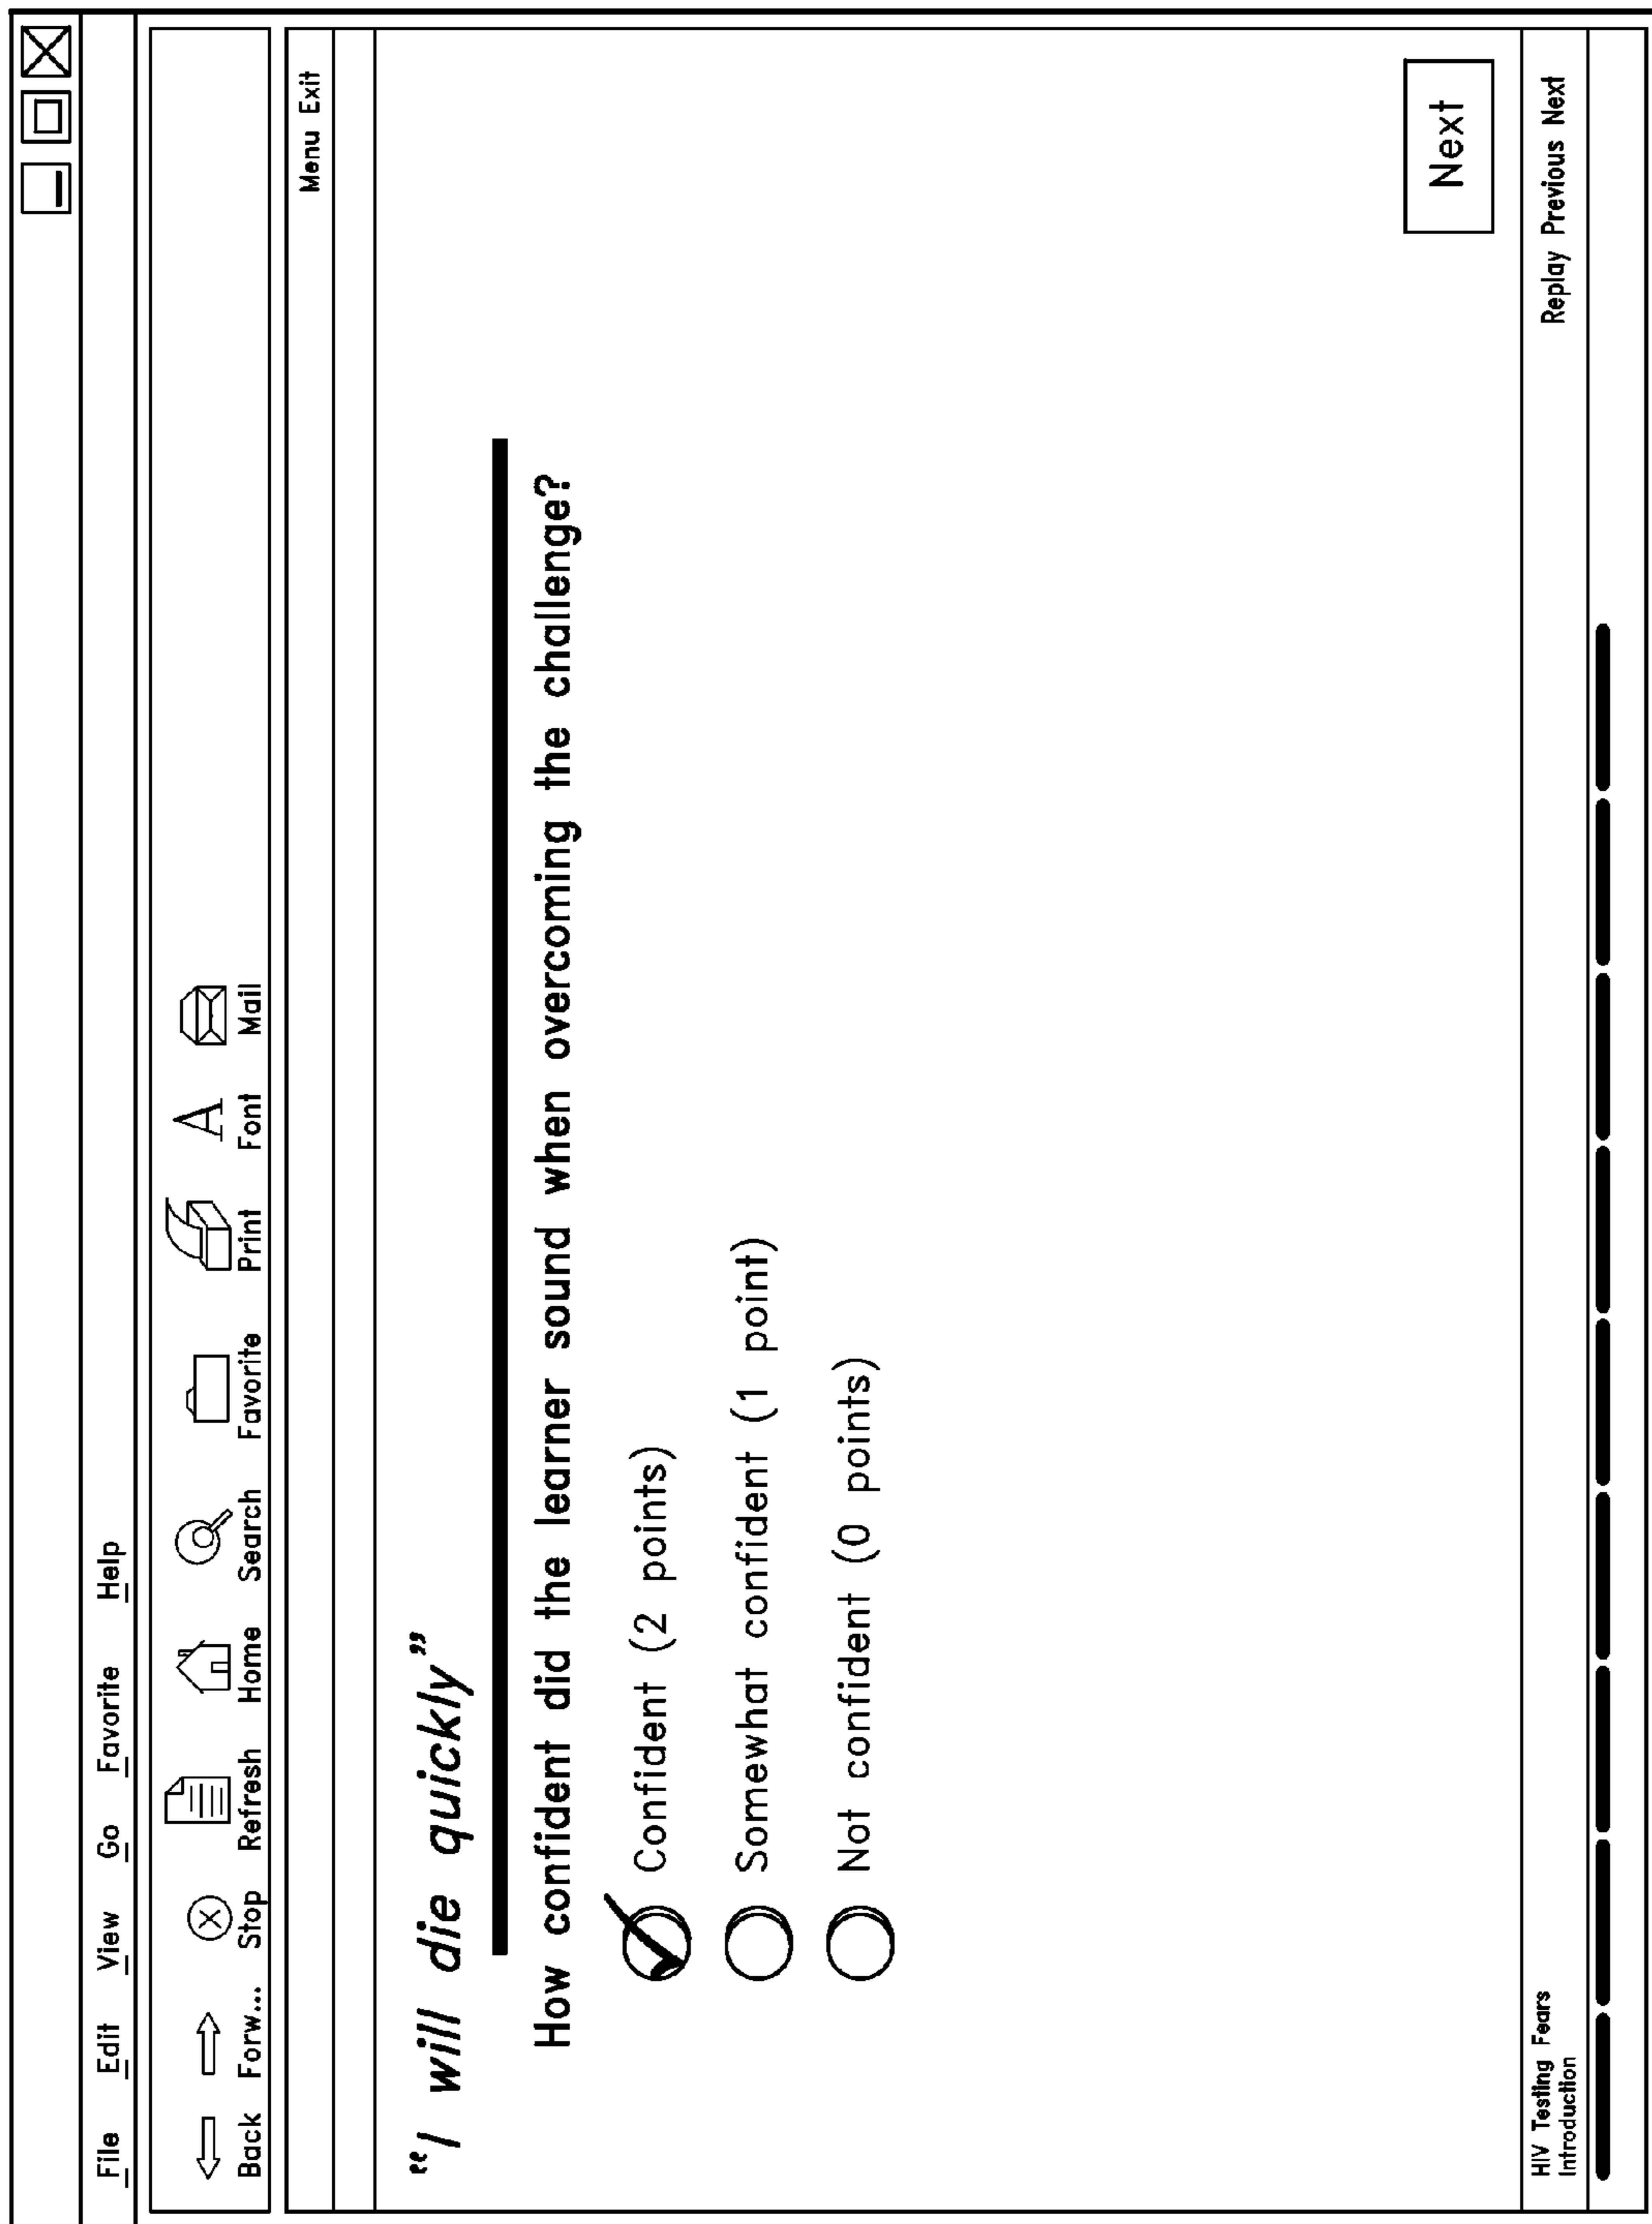 File Edit View Go Favorite Help
Back Forw... Stop Refresh Home Search Favorite Print Font Mail
Menu Exit
“I will die quickly”
How confident did the learner sound when overcoming the challenge?
Confident (2 points)
Somewhat confident (1 point)
Not confident (0 points)
Next
HIV Testing Fears
Introduction
Replay Previous Next